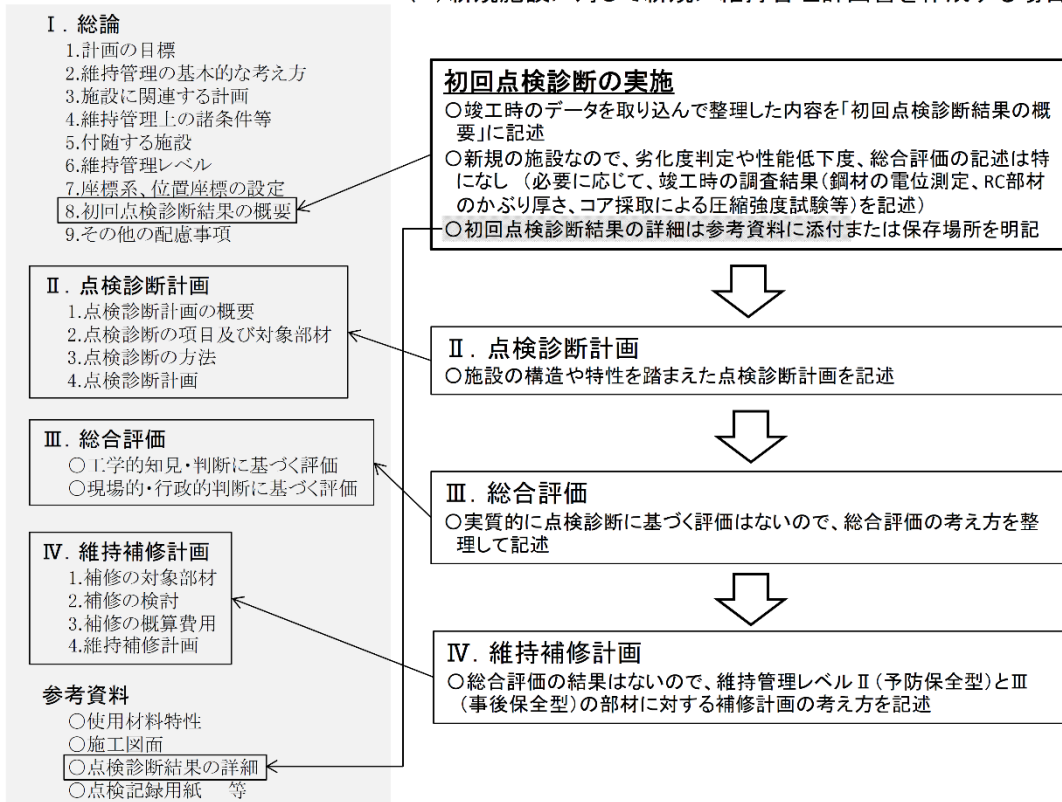 Ⅰ．総論
1.計画の目標
2.維持管理の基本的な考え方
3.施設に関連する計画
4.維持管理上の諸条件等
5.付随する施設
6.維持管理レベル
7.座標系、位置座標の設定
8.初回点検診断結果の概要
9.その他の配慮事項
Ⅱ．点検診断計画
1.点検診断計画の概要
2.点検診断の項目及び対象部材
3.点検診断の方法
4.点検診断計画
Ⅲ．総合評価
○工学的知見・判断に基づく評価
○現場的・行政的判断に基づく評価
Ⅳ．維持補修計画
1.補修の対象部材
2.補修の検討
3.補修の概算費用
4.維持補修計画
参考資料
○使用材料特性
○施工図面
○点検診断結果の詳細
○点検記録用紙　等
初回点検診断の実施
○竣工時のデータを取り込んで整理した内容を「初回点検診断結果の概
要」に記述
○新規の施設なので、劣化度判定や性能低下度、総合評価の記述は特
になし （必要に応じて、竣工時の調査結果（鋼材の電位測定、RC部材
のかぶり厚さ、コア採取による圧縮強度試験等）を記述）
○初回点検診断結果の詳細は参考資料に添付または保存場所を明記
Ⅱ．点検診断計画
○施設の構造や特性を踏まえた点検診断計画を記述
Ⅲ．総合評価
○実質的に点検診断に基づく評価はないので、総合評価の考え方を整
理して記述
Ⅳ．維持補修計画
○総合評価の結果はないので、維持管理レベルⅡ（予防保全型）とⅢ
（事後保全型）の部材に対する補修計画の考え方を記述